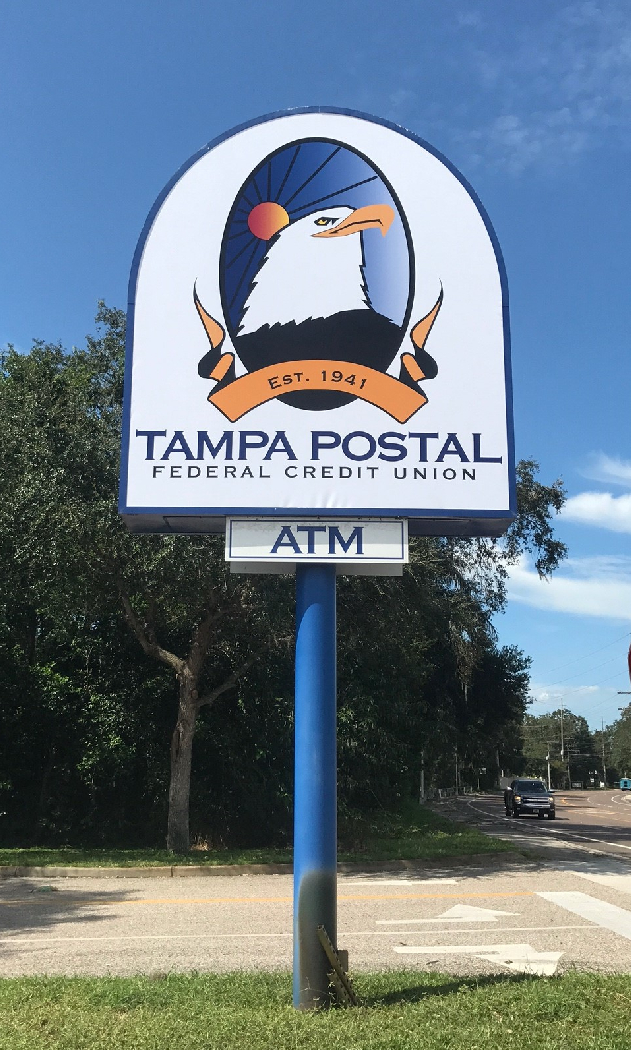 EST. 1941
TAMPA POSTAL
FEDERAL CREDIT UNION
ATM